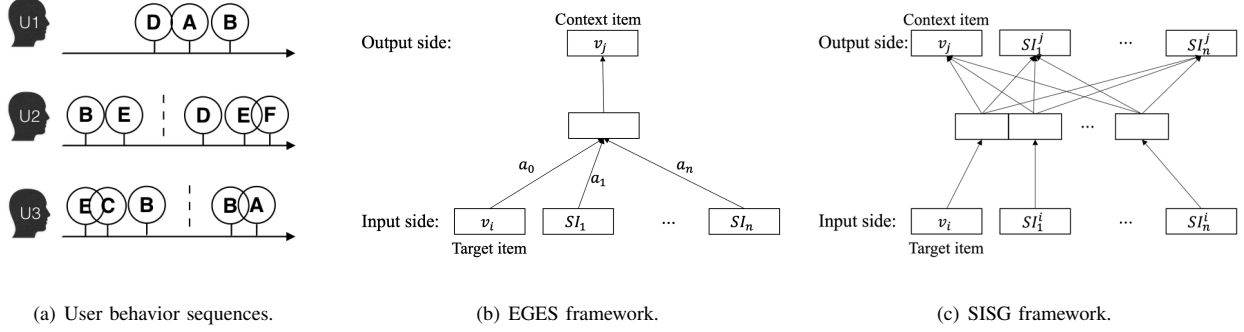 U1
D A B
U2
B E D E F
U3
E C B B A
(a) User behavior sequences.
Context item
Output side: v_j
a_0 a_1 a_n
Input side: v_i SI_1 ... SI_n
Target item
(b) EGES framework.
Context item
Output side: v_j SI_1^j ... SI_n^j
...
Input side: v_i SI_1^i ... SI_n^i
Target item
(c) SISG framework.